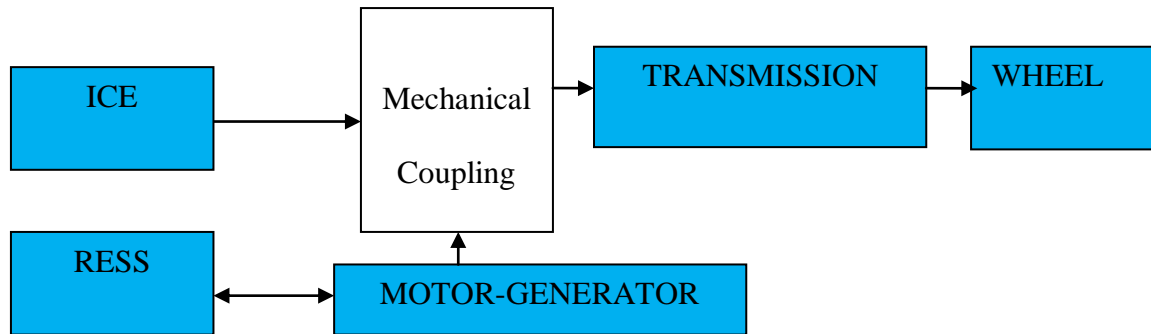 ICE
Mechanical
Coupling
TRANSMISSION
WHEEL
RESS
MOTOR-GENERATOR